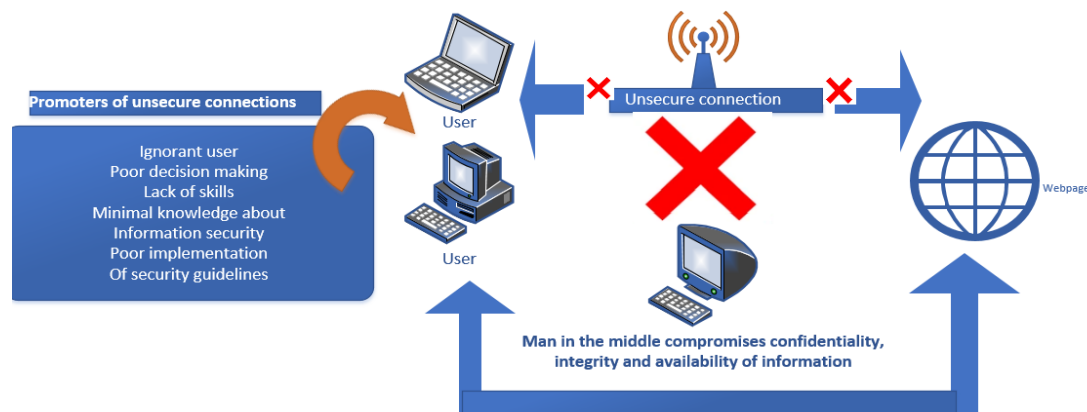 Promoters of unsecure connections
Ignorant user
Poor decision making
Lack of skills
Minimal knowledge about
Information security
Poor implementation
Of security guidelines
User
User
Unsecure connection
Webpage
Man in the middle compromises confidentiality,
integrity and availability of information